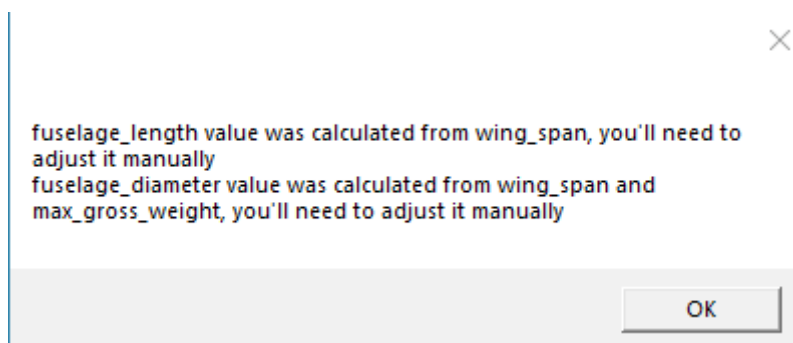 fuselage_length value was calculated from wing_span, you'll need to
adjust it manually
fuselage_diameter value was calculated from wing_span and
max_gross_weight, you'll need to adjust it manually
OK